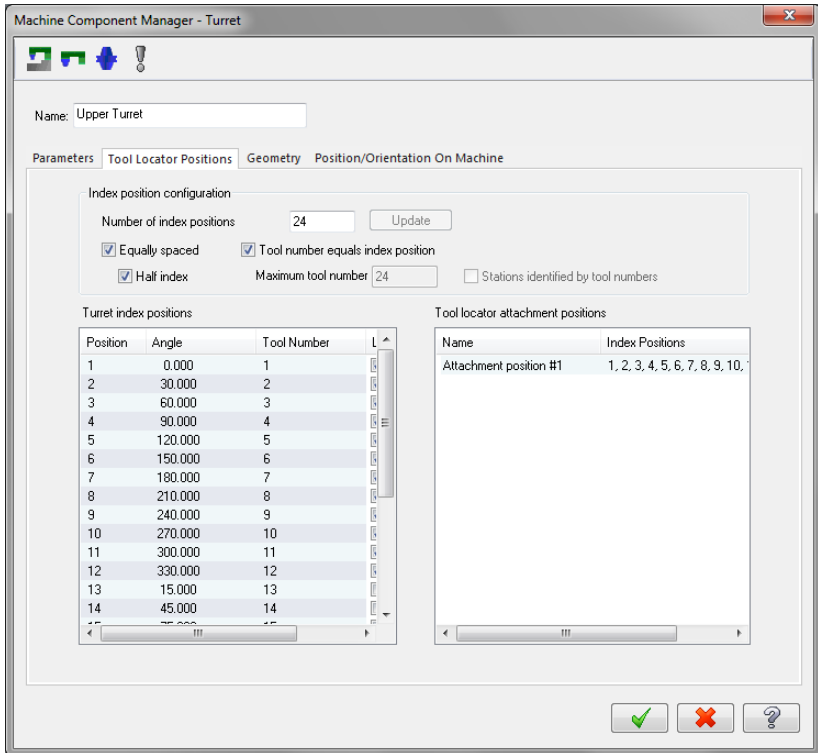 Machine Component Manager - Turret
Name: Upper Turret
Parameters Tool Locator Positions Geometry Position/Orientation On Machine
Index position configuration
Number of index positions 24 Update
Equally spaced Tool number equals index position
Half index Maximum tool number 24 Stations identified by tool numbers
Turret index positions Tool locator attachment positions
Position Angle Tool Number L Name Index Positions
1 0.000 1 Attachment position #1 1, 2, 3, 4, 5, 6, 7, 8, 9, 10,
2 30.000 2
3 60.000 3
4 90.000 4
5 120.000 5
6 150.000 6
7 180.000 7
8 210.000 8
9 240.000 9
10 270.000 10
11 300.000 11
12 330.000 12
13 15.000 13
14 45.000 14